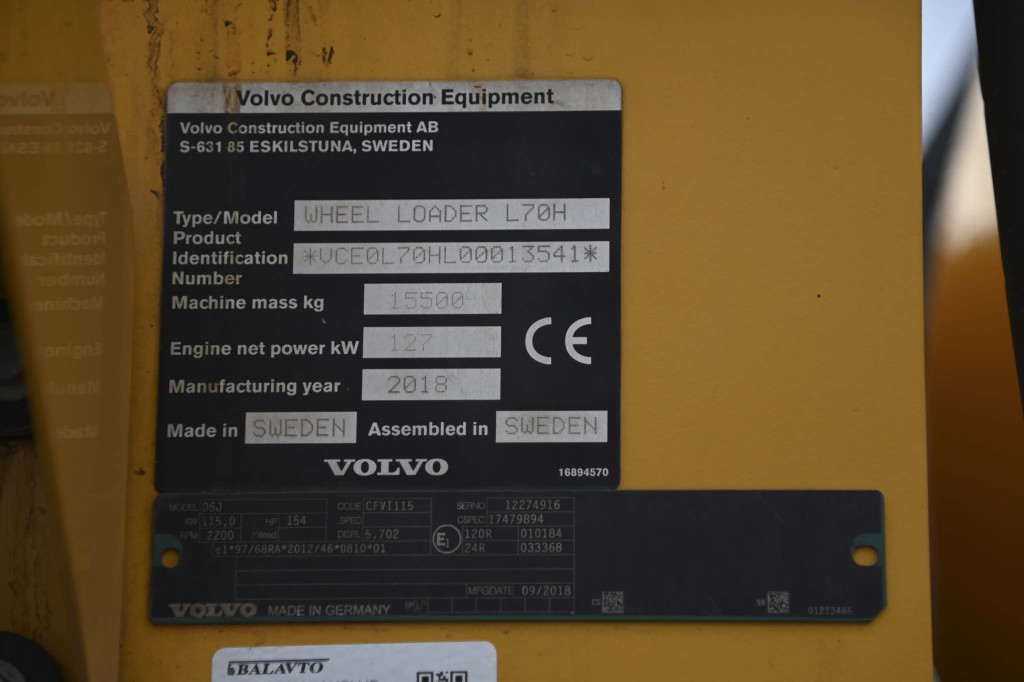 Volvo Construction Equipment
Volvo Construction Equipment AB
S-631 85 ESKILSTUNA, SWEDEN
Type/Model WHEEL LOADER L70H
Product
Identification *VCE0L70HL00013541*
Number
Machine mass kg 15500
Engine net power kW 127
CE
Manufacturing year 2018
Made in SWEDEN Assembled in SWEDEN
VOLVO
16894570
MODEL D6J CODE CFVI115 SERNO 12274916
KW 115,0 HP 154 SPEC CSPEC 17479894
RPM 2200 DISPL 5,702 E1 120R 010184
e1*97/68RA*2012/46*0810*01 24R 033368
MFGDATE 09/2018
VOLVO MADE IN GERMANY CS SN 01223465
BALAVTO